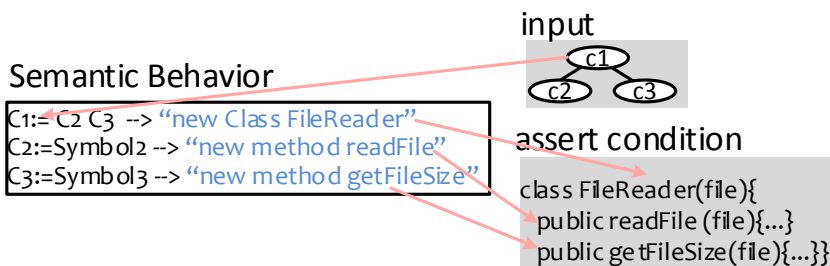 input
c1
c2 c3
Semantic Behavior
C1:= C2 C3 --> “new Class FileReader”
C2:=Symbol2 --> “new method readFile”
C3:=Symbol3 --> “new method getFileSize”
assert condition
class FileReader(file){
public readFile (file){...}
public getFileSize(file){...}}